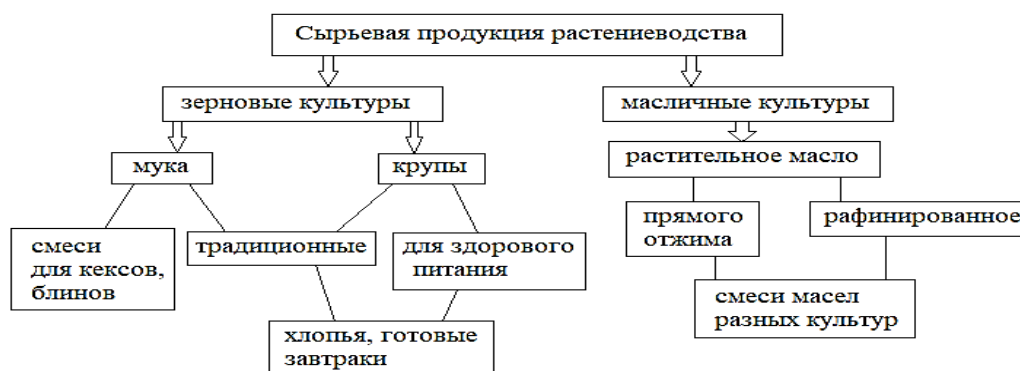 Сырьевая продукция растениеводства
зерновые культуры
масличные культуры
мука
крупы
растительное масло
смеси
для кексов,
блинов
традиционные
для здорового
питания
прямого
отжима
рафинированное
хлопья, готовые
завтраки
смеси масел
разных культур